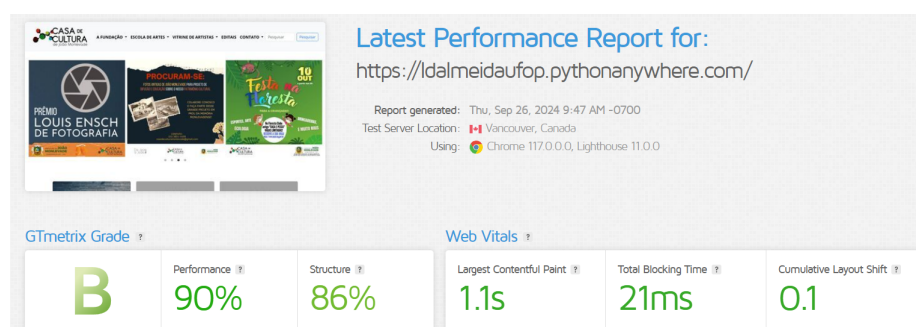 CASA DE
CULTURA
A FUNDAÇÃO
ESCOLA DE ARTES
VITRINE DE ARTISTAS
EDITAIS
CONTATO
Pesquisar
Pesquisar
PRÊMIO
LOUIS ENSCH
DE FOTOGRAFIA
PROCURAM-SE:
Festa na
Floresta
10
OUT
Latest Performance Report for:
https://ldalmeidaufop.pythonanywhere.com/
Report generated: Thu, Sep 26, 2024 9:47 AM -0700
Test Server Location: Vancouver, Canada
Using: Chrome 117.0.0.0, Lighthouse 11.0.0
GTmetrix Grade ?
B
Performance ?
90%
Structure ?
86%
Web Vitals ?
Largest Contentful Paint ?
1.1s
Total Blocking Time ?
21ms
Cumulative Layout Shift ?
0.1